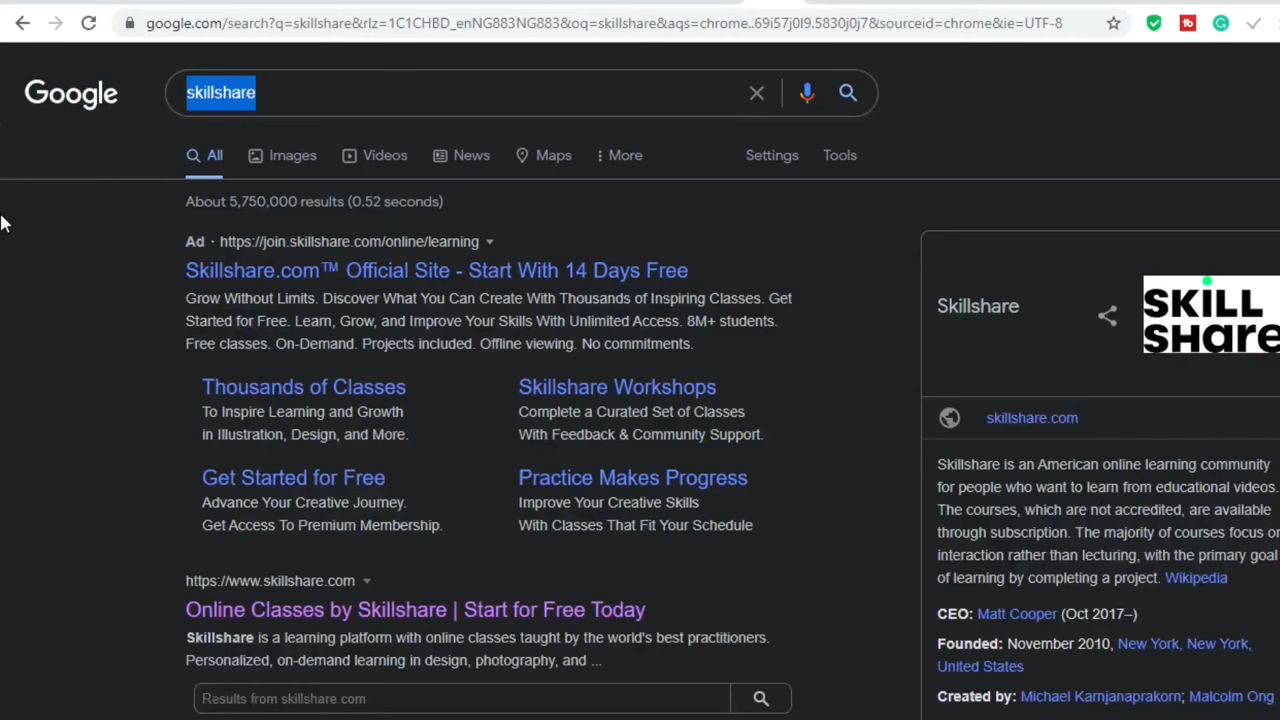 google.com/search?q=skillshare&rlz=1C1CHBD_enNG883NG883&oq=skillshare&aqs=chrome..69i57j0l9.5830j0j7&sourceid=chrome&ie=UTF-8
Google
skillshare
All
Images
Videos
News
Maps
More
Settings
Tools
About 5,750,000 results (0.52 seconds)
Ad · https://join.skillshare.com/online/learning
Skillshare.com™ Official Site - Start With 14 Days Free
Grow Without Limits. Discover What You Can Create With Thousands of Inspiring Classes. Get
Started for Free. Learn, Grow, and Improve Your Skills With Unlimited Access. 8M+ students.
Free classes. On-Demand. Projects included. Offline viewing. No commitments.
Thousands of Classes
To Inspire Learning and Growth
in Illustration, Design, and More.
Skillshare Workshops
Complete a Curated Set of Classes
With Feedback & Community Support.
Get Started for Free
Advance Your Creative Journey.
Get Access To Premium Membership.
Practice Makes Progress
Improve Your Creative Skills
With Classes That Fit Your Schedule
https://www.skillshare.com
Online Classes by Skillshare | Start for Free Today
Skillshare is a learning platform with online classes taught by the world's best practitioners.
Personalized, on-demand learning in design, photography, and ...
Results from skillshare.com
Skillshare
SKILL
SHare
skillshare.com
Skillshare is an American online learning community
for people who want to learn from educational videos.
The courses, which are not accredited, are available
through subscription. The majority of courses focus on
interaction rather than lecturing, with the primary goal
of learning by completing a project. Wikipedia
CEO: Matt Cooper (Oct 2017–)
Founded: November 2010, New York, New York,
United States
Created by: Michael Karnjanaprakorn; Malcolm Ong